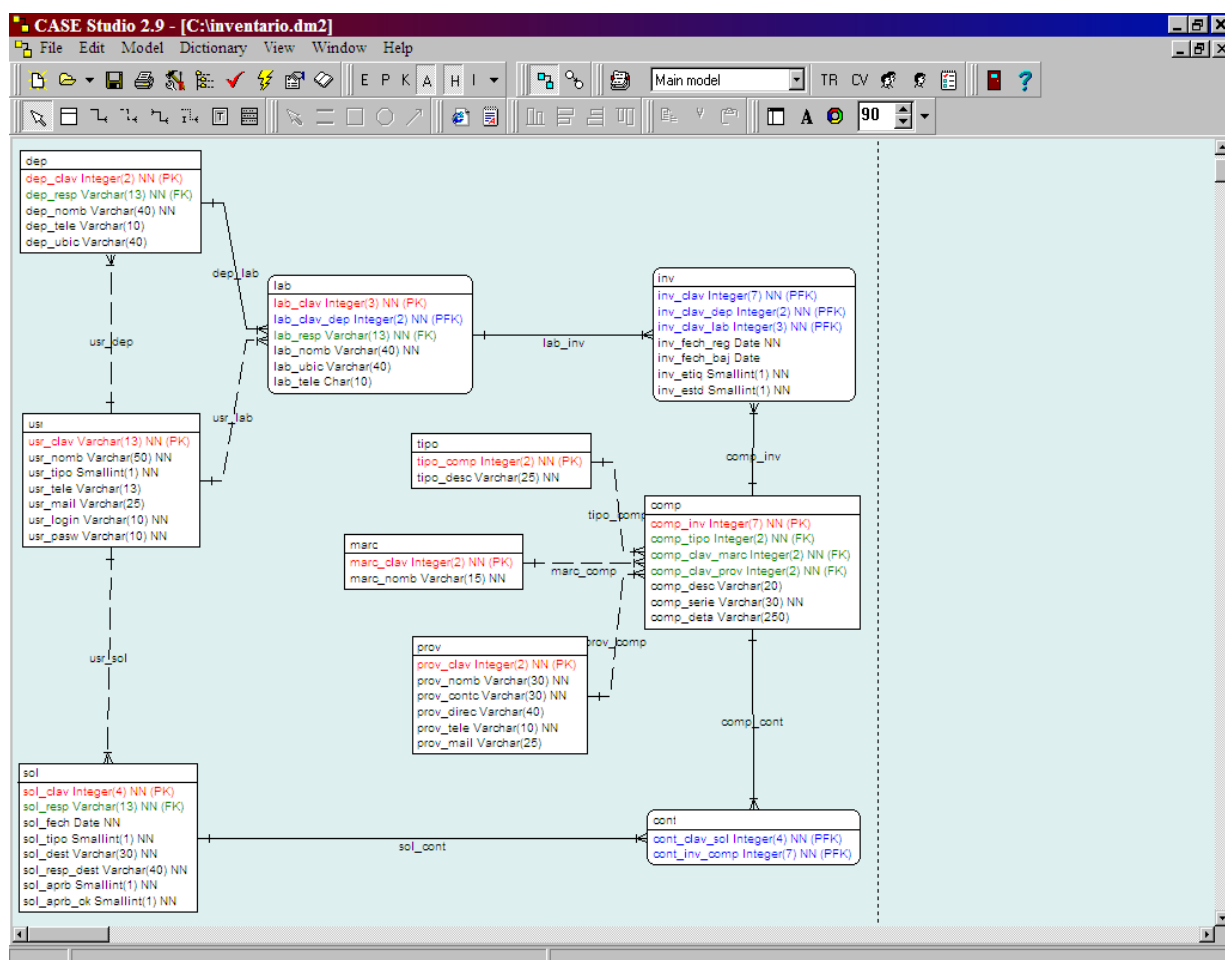 CASE Studio 2.9 - [C:\inventario.dm2]
File Edit Model Dictionary View Window Help
E P K A H I Main model TR CV
T A 90
dep
dep_clav Integer(2) NN (PK)
dep_resp Varchar(13) NN (FK)
dep_nomb Varchar(40) NN
dep_tele Varchar(10)
dep_ubic Varchar(40)
dep_lab
lab
lab_clav Integer(3) NN (PK)
lab_clav_dep Integer(2) NN (PFK)
lab_resp Varchar(13) NN (FK)
lab_nomb Varchar(40) NN
lab_ubic Varchar(40)
lab_tele Char(10)
inv
inv_clav Integer(7) NN (PFK)
inv_clav_dep Integer(2) NN (PFK)
inv_clav_lab Integer(3) NN (PFK)
inv_fech_reg Date NN
inv_fech_baj Date
inv_etiq Smallint(1) NN
inv_estd Smallint(1) NN
usr_dep
lab_inv
usr_lab
usr
usr_clav Varchar(13) NN (PK)
usr_nomb Varchar(50) NN
usr_tipo Smallint(1) NN
usr_tele Varchar(13)
usr_mail Varchar(25)
usr_login Varchar(10) NN
usr_pasw Varchar(10) NN
tipo
tipo_comp Integer(2) NN (PK)
tipo_desc Varchar(25) NN
comp_inv
tipo_comp
comp
comp_inv Integer(7) NN (PK)
comp_tipo Integer(2) NN (FK)
comp_clav_marc Integer(2) NN (FK)
comp_clav_prov Integer(2) NN (FK)
comp_desc Varchar(20)
comp_serie Varchar(30) NN
comp_deta Varchar(250)
marc
marc_clav Integer(2) NN (PK)
marc_nomb Varchar(15) NN
marc_comp
prov_comp
prov
prov_clav Integer(2) NN (PK)
prov_nomb Varchar(30) NN
prov_contc Varchar(30) NN
prov_direc Varchar(40)
prov_tele Varchar(10) NN
prov_mail Varchar(25)
usr_sol
comp_cont
sol
sol_clav Integer(4) NN (PK)
sol_resp Varchar(13) NN (FK)
sol_fech Date NN
sol_tipo Smallint(1) NN
sol_dest Varchar(30) NN
sol_resp_dest Varchar(40) NN
sol_aprb Smallint(1) NN
sol_aprb_ok Smallint(1) NN
sol_cont
cont
cont_clav_sol Integer(4) NN (PFK)
cont_inv_comp Integer(7) NN (PFK)